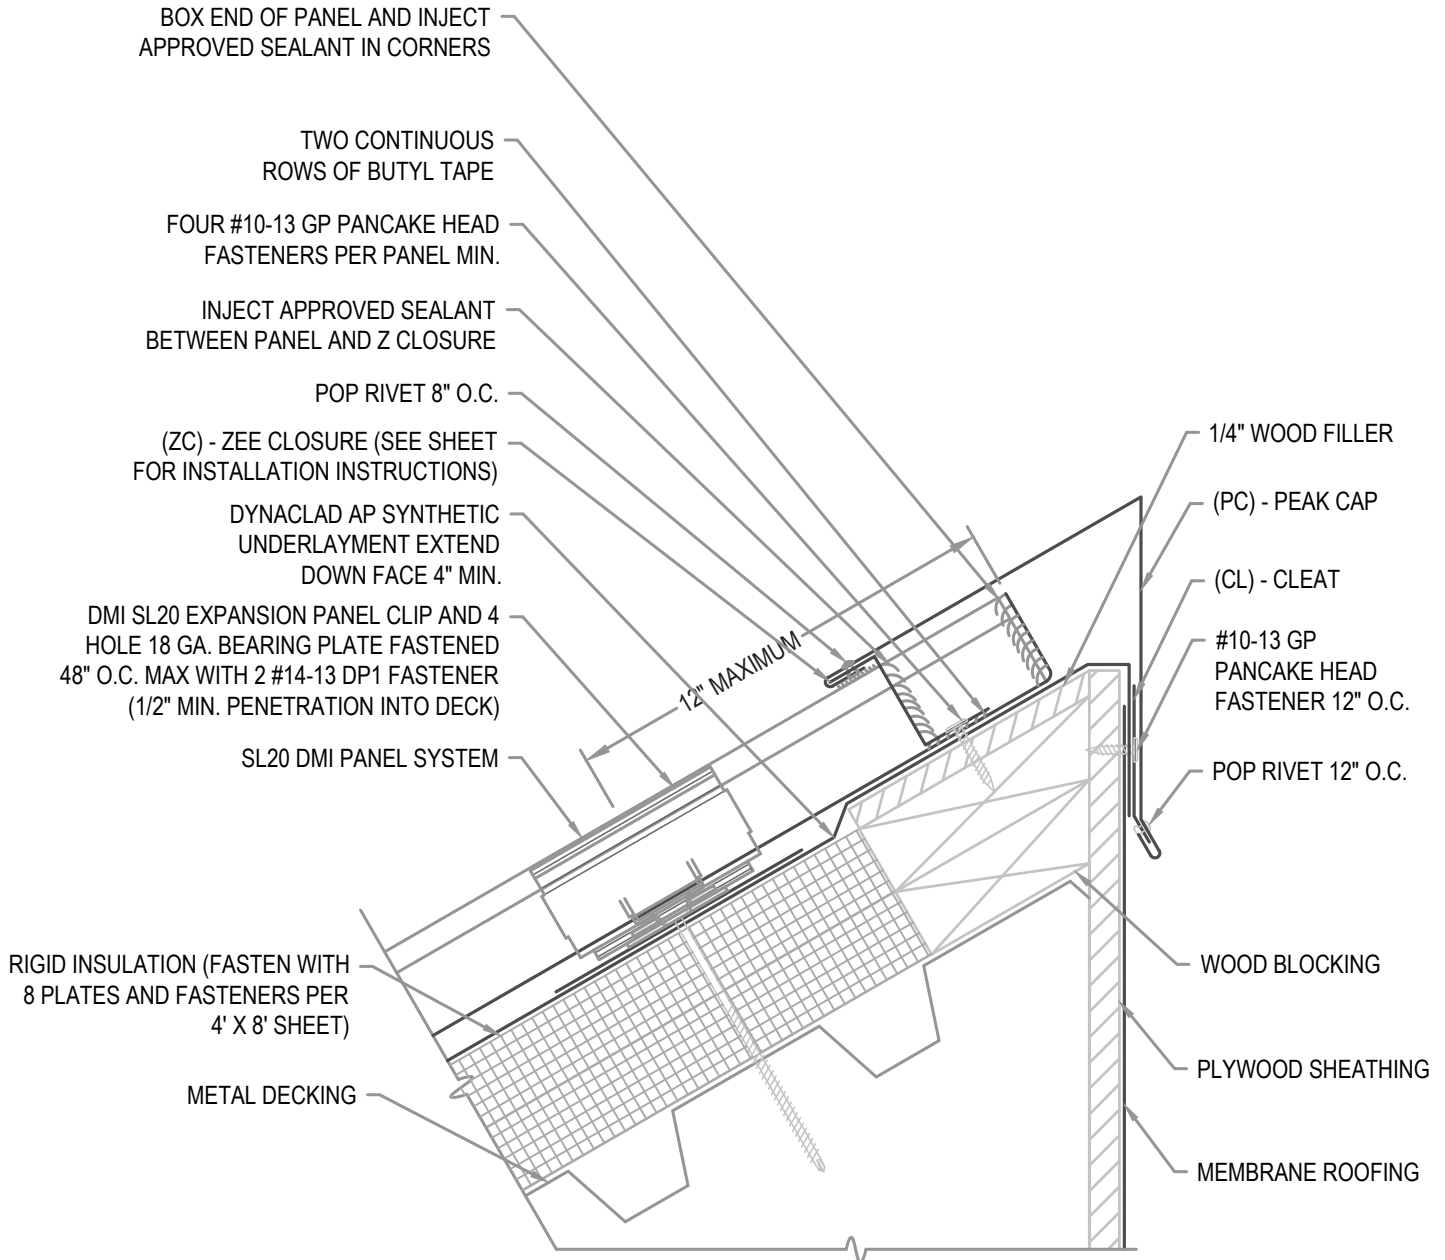 BOX END OF PANEL AND INJECT
APPROVED SEALANT IN CORNERS
TWO CONTINUOUS
ROWS OF BUTYL TAPE
FOUR #10-13 GP PANCAKE HEAD
FASTENERS PER PANEL MIN.
INJECT APPROVED SEALANT
BETWEEN PANEL AND Z CLOSURE
POP RIVET 8" O.C.
(ZC) - ZEE CLOSURE (SEE SHEET
FOR INSTALLATION INSTRUCTIONS)
DYNACLAD AP SYNTHETIC
UNDERLAYMENT EXTEND
DOWN FACE 4" MIN.
DMI SL20 EXPANSION PANEL CLIP AND 4
HOLE 18 GA. BEARING PLATE FASTENED
48" O.C. MAX WITH 2 #14-13 DP1 FASTENER
(1/2" MIN. PENETRATION INTO DECK)
SL20 DMI PANEL SYSTEM
RIGID INSULATION (FASTEN WITH
8 PLATES AND FASTENERS PER
4' X 8' SHEET)
METAL DECKING
12" MAXIMUM
1/4" WOOD FILLER
(PC) - PEAK CAP
(CL) - CLEAT
#10-13 GP
PANCAKE HEAD
FASTENER 12" O.C.
POP RIVET 12" O.C.
WOOD BLOCKING
PLYWOOD SHEATHING
MEMBRANE ROOFING